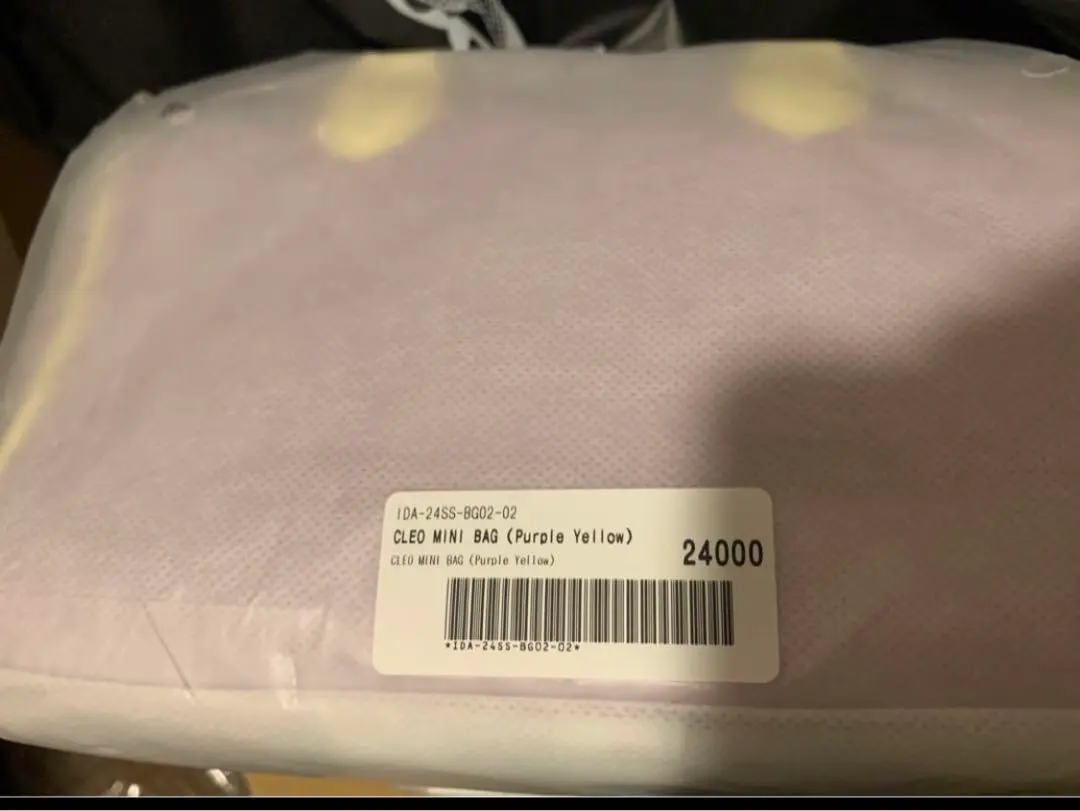 IDA-24SS-BG02-02
CLEO MINI BAG (Purple Yellow)
24000
CLEO MINI BAG (Purple Yellow)
*IDA-24SS-BG02-02*